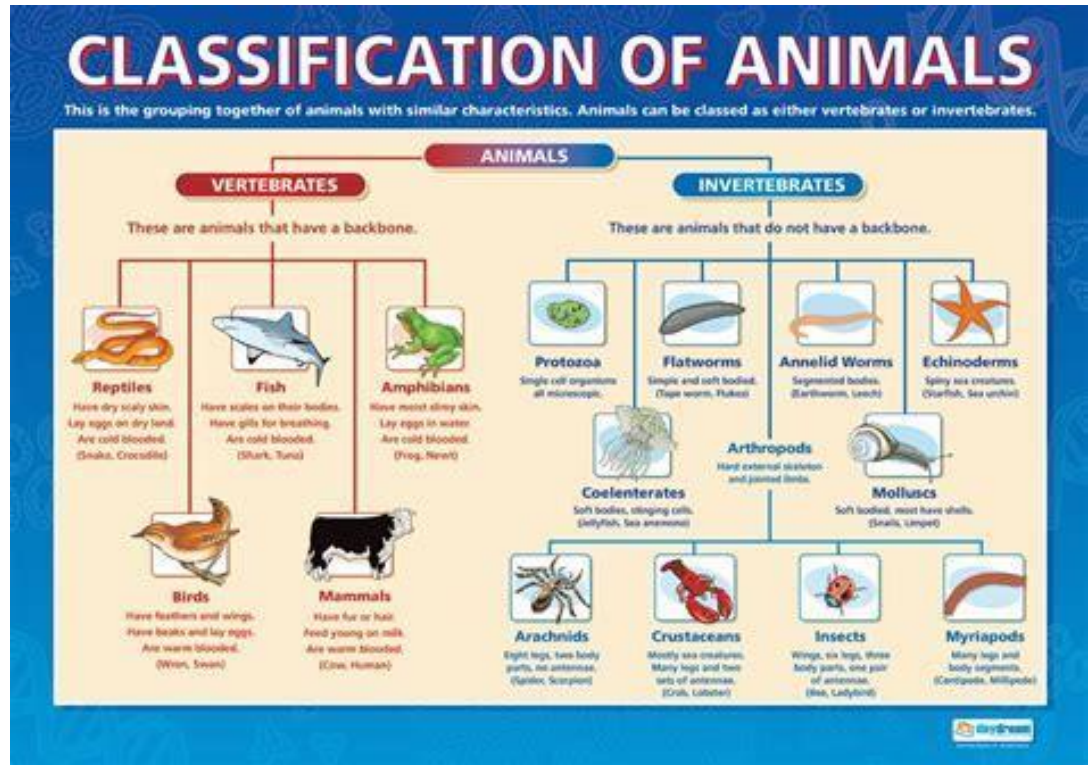 CLASSIFICATION OF ANIMALS
This is the grouping together of animals with similar characteristics. Animals can be classed as either vertebrates or invertebrates.
ANIMALS
VERTEBRATES
These are animals that have a backbone.
Reptiles
Have dry scaly skin.
Lay eggs on dry land.
Are cold blooded.
(Snake, Crocodile)
Fish
Have scales on their bodies.
Have gills for breathing.
Are cold blooded.
(Shark, Tuna)
Amphibians
Have moist slimy skin.
Lay eggs in water.
Are cold blooded.
(Frog, Newt)
Birds
Have feathers and wings.
Have beaks and lay eggs.
Are warm blooded.
(Wren, Swan)
Mammals
Have fur or hair.
Feed young on milk.
Are warm blooded.
(Cow, Human)
INVERTEBRATES
These are animals that do not have a backbone.
Protozoa
Single cell organisms
all microscopic.
Flatworms
Simple and soft bodied.
(Tape worm, Flukes)
Annelid Worms
Segmented bodies.
(Earthworm, Leech)
Echinoderms
Spiny sea creatures.
(Starfish, Sea urchin)
Coelenterates
Soft bodies, stinging cells.
(Jellyfish, Sea anemone)
Arthropods
Hard external skeleton
and jointed limbs.
Molluscs
Soft bodied, most have shells.
(Snails, Limpet)
Arachnids
Eight legs, two body
parts, no antennae.
(Spider, Scorpion)
Crustaceans
Mostly sea creatures.
Many legs and two
sets of antennae.
(Crab, Lobster)
Insects
Wings, six legs, three
body parts, one pair
of antennae.
(Bee, Ladybird)
Myriapods
Many legs and
body segments.
(Centipede, Millipede)
daydream